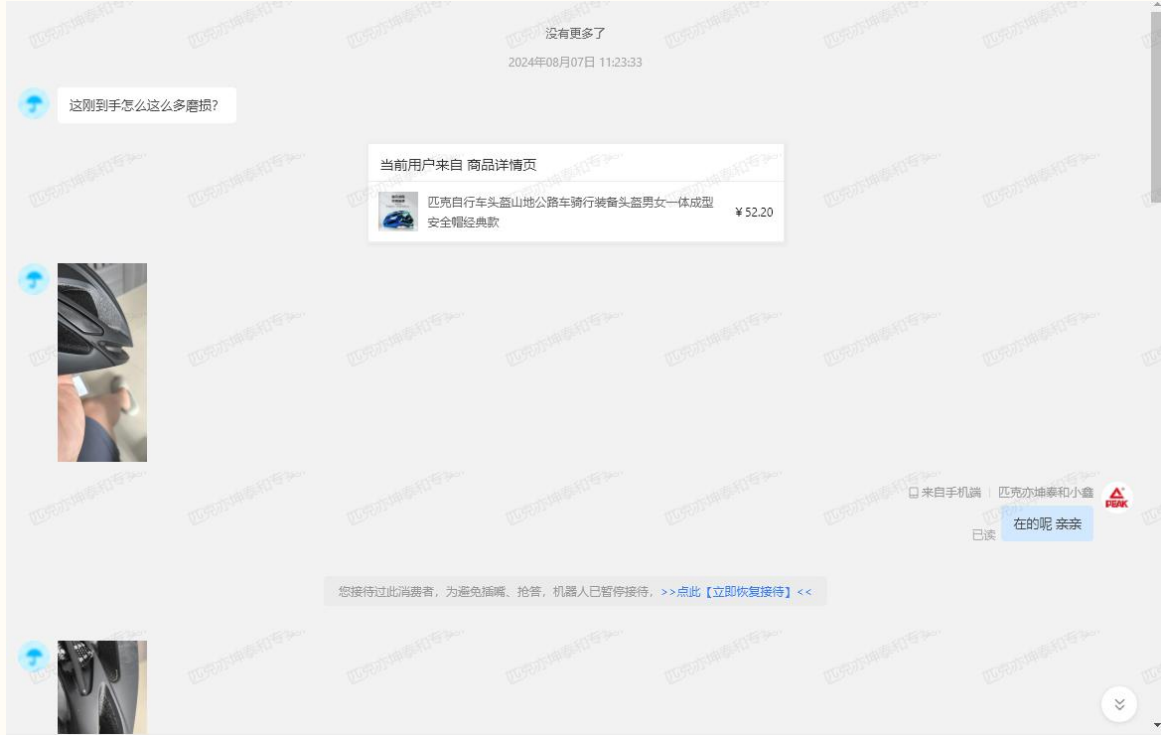 没有更多了
2024年08月07日 11:23:33
这刚到手怎么这么多磨损?
当前用户来自 商品详情页
匹克自行车头盔山地公路车骑行装备头盔男女一体成型
安全帽经典款
¥ 52.20
来自手机端 | 匹克亦坤泰和小鑫
PEAK
已读
在的呢 亲亲
您接待过此消费者，为避免插嘴、抢答，机器人已暂停接待，>>点此【立即恢复接待】<<